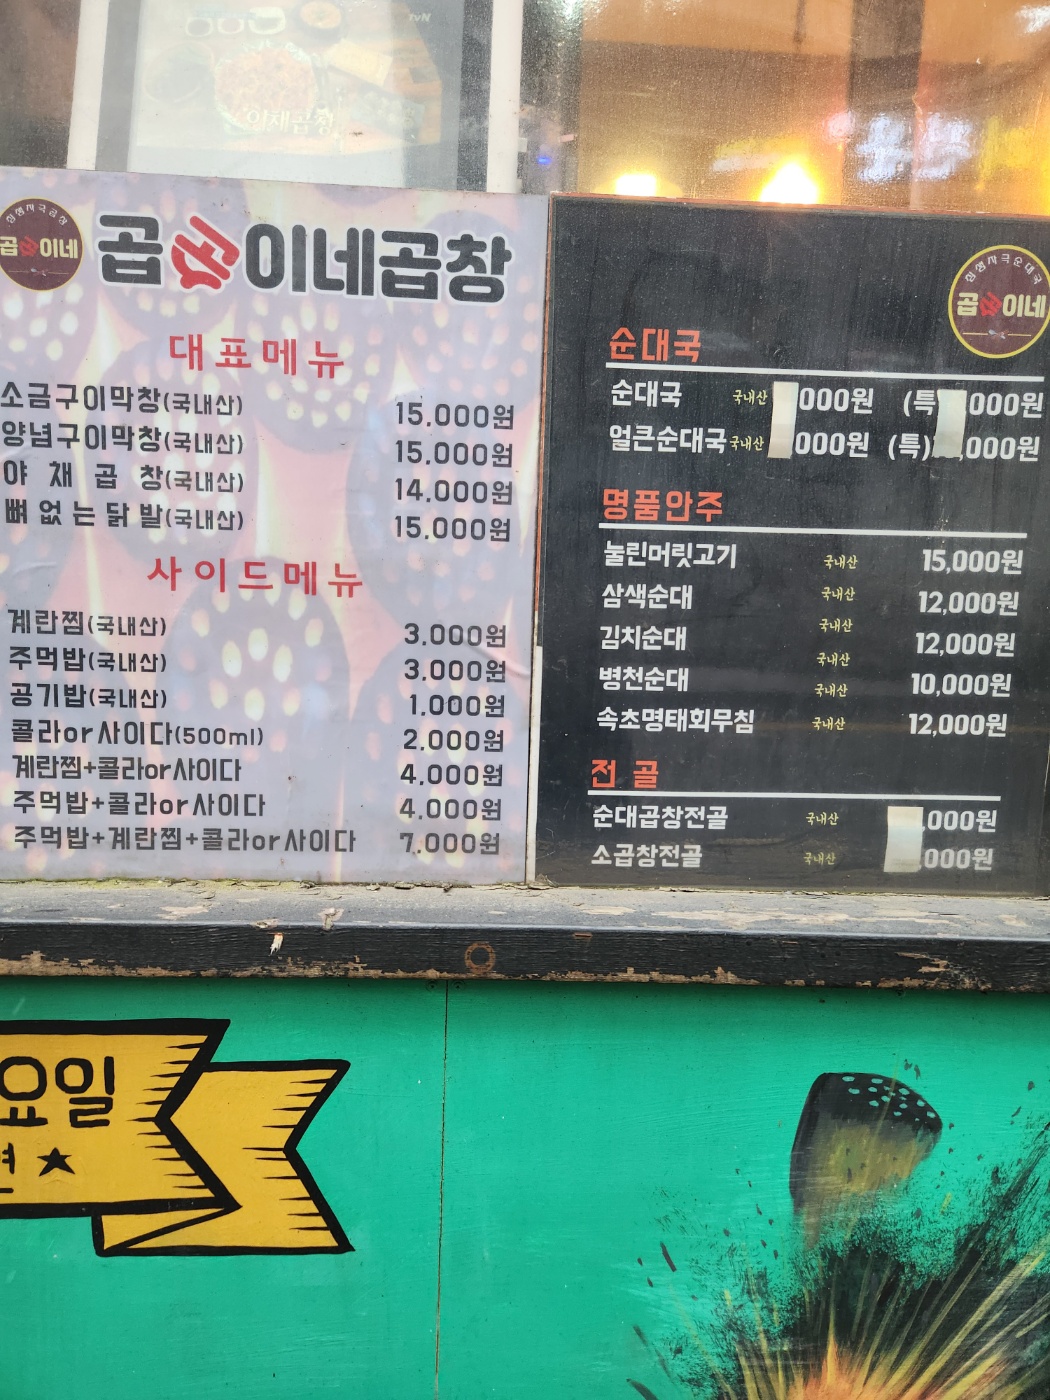 야채곱창
곱이네
곱 이네곱창
대표메뉴
소금구이막창(국내산) 15,000원
양념구이막창(국내산) 15,000원
야채곱창(국내산) 14,000원
뼈없는닭발(국내산) 15,000원
사이드메뉴
계란찜(국내산) 3,000원
주먹밥(국내산) 3,000원
공기밥(국내산) 1,000원
콜라or사이다(500ml) 2,000원
계란찜+콜라or사이다 4,000원
주먹밥+콜라or사이다 4,000원
주먹밥+계란찜+콜라or사이다 7,000원
곱이네
순대국
순대국 국내산 000원 (특 ,000원
얼큰순대국 국내산 000원 (특) ,000원
명품안주
눌린머릿고기 국내산 15,000원
삼색순대 국내산 12,000원
김치순대 국내산 12,000원
병천순대 국내산 10,000원
속초명태회무침 국내산 12,000원
국내산
전골
순대곱창전골 국내산 ,000원
소곱창전골 국내산 ,000원
요일